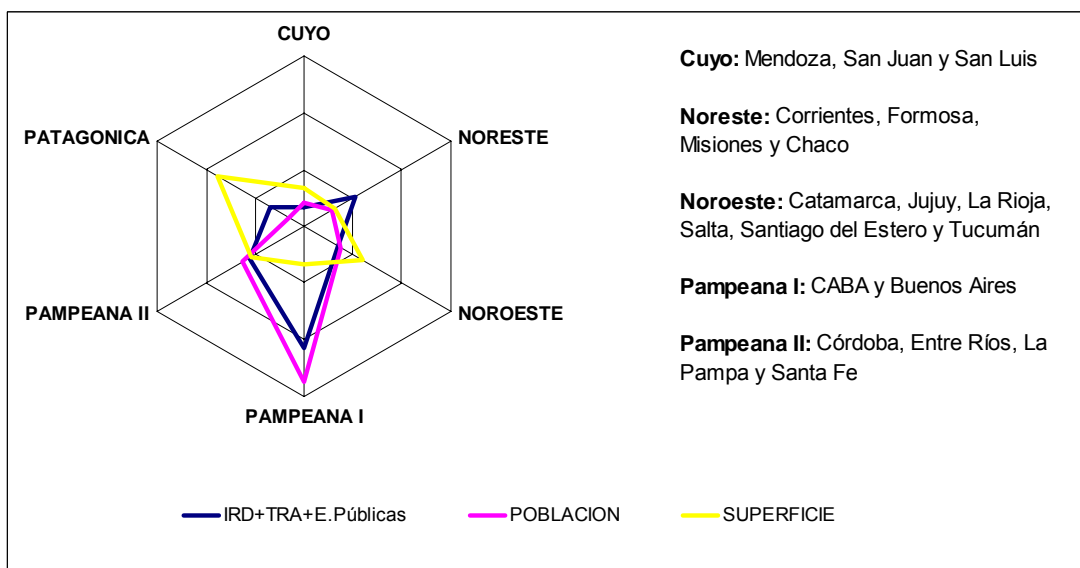 CUYO
NORESTE
NOROESTE
PAMPEANA I
PAMPEANA II
PATAGONICA
Cuyo: Mendoza, San Juan y San Luis
Noreste: Corrientes, Formosa,
Misiones y Chaco
Noroeste: Catamarca, Jujuy, La Rioja,
Salta, Santiago del Estero y Tucumán
Pampeana I: CABA y Buenos Aires
Pampeana II: Córdoba, Entre Ríos, La
Pampa y Santa Fe
IRD+TRA+E.Públicas
POBLACION
SUPERFICIE